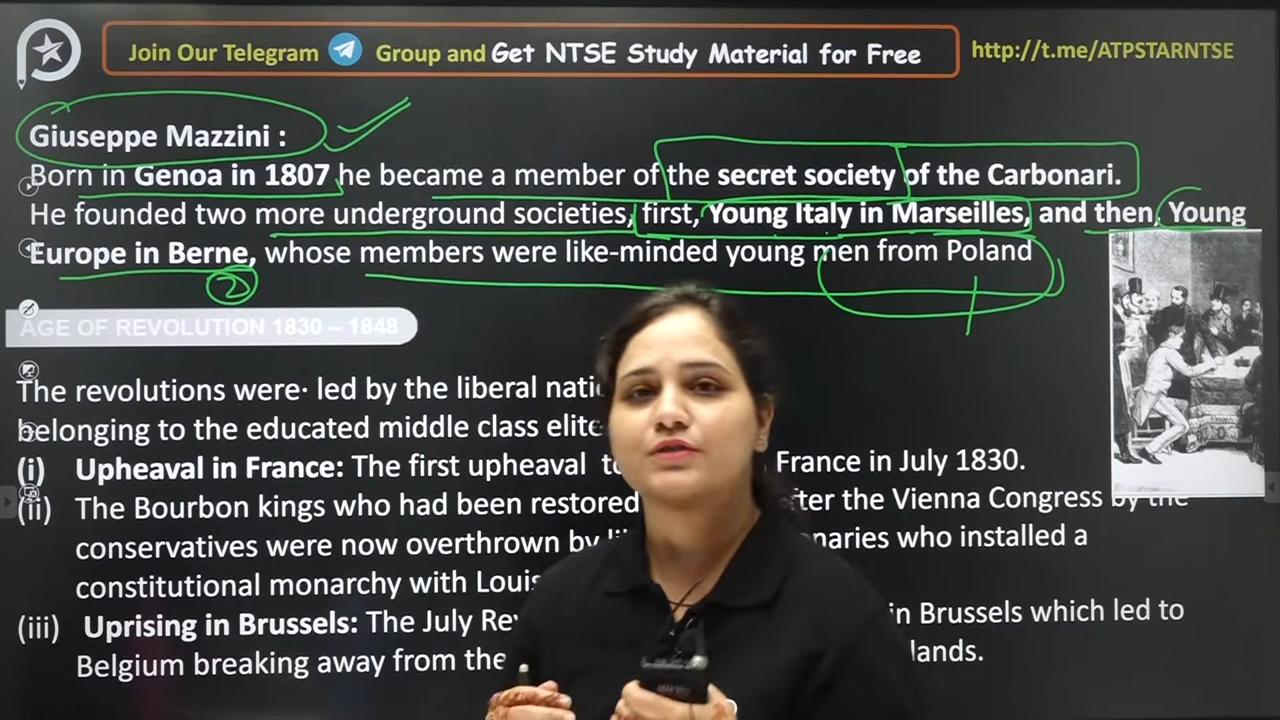 Join Our Telegram Group and Get NTSE Study Material for Free
http://t.me/ATPSTARNTSE
Giuseppe Mazzini :
Born in Genoa in 1807 he became a member of the secret society of the Carbonari.
He founded two more underground societies, first, Young Italy in Marseilles, and then, Young
Europe in Berne, whose members were like-minded young men from Poland
2
AGE OF REVOLUTION 1830 – 1848
The revolutions were· led by the liberal
belonging to the educated middle class elite
(i) Upheaval in France: The first upheaval France in July 1830.
(ii) The Bourbon kings who had been restored the Vienna Congress by the
conservatives were now overthrown by who installed a
constitutional monarchy with Louis
(iii) Uprising in Brussels: The July in Brussels which led to
Belgium breaking away from the